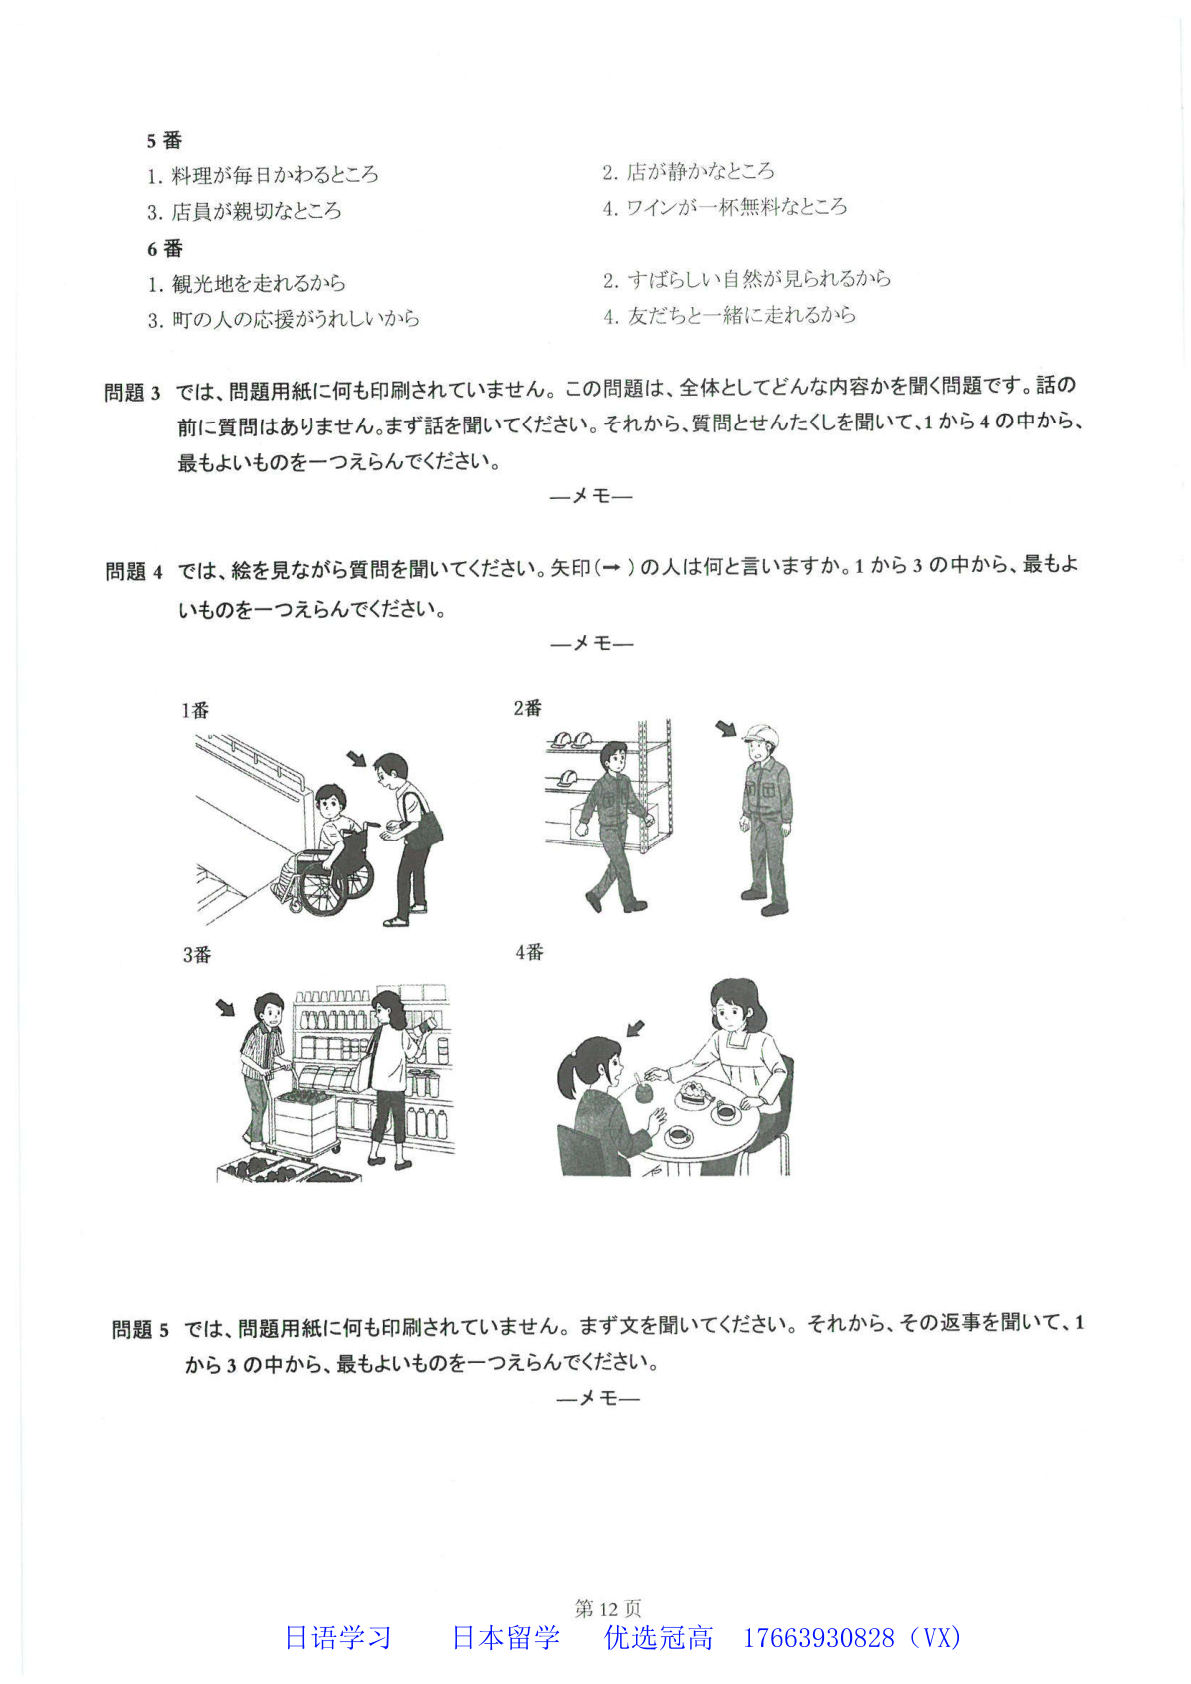 5 番
1. 料理が毎日かわるところ 2. 店が静かなところ
3. 店員が親切なところ 4. ワインが一杯無料なところ
6 番
1. 観光地を走れるから 2. すばらしい自然が見られるから
3. 町の人の応援がうれしいから 4. 友だちと一緒に走れるから
問題 3 では、問題用紙に何も印刷されていません。この問題は、全体としてどんな内容かを聞く問題です。話の
前に質問はありません。まず話を聞いてください。それから、質問とせんたくしを聞いて、1 から 4 の中から、
最もよいものを一つえらんでください。
―メモ―
問題 4 では、絵を見ながら質問を聞いてください。矢印(➞ )の人は何と言いますか。1 から 3 の中から、最もよ
いものを一つえらんでください。
―メモ―
1番 2番
3番 4番
問題 5 では、問題用紙に何も印刷されていません。まず文を聞いてください。それから、その返事を聞いて、1
から 3 の中から、最もよいものを一つえらんでください。
―メモ―
第 12 页
日语学习 日本留学 优选冠高 17663930828（VX)